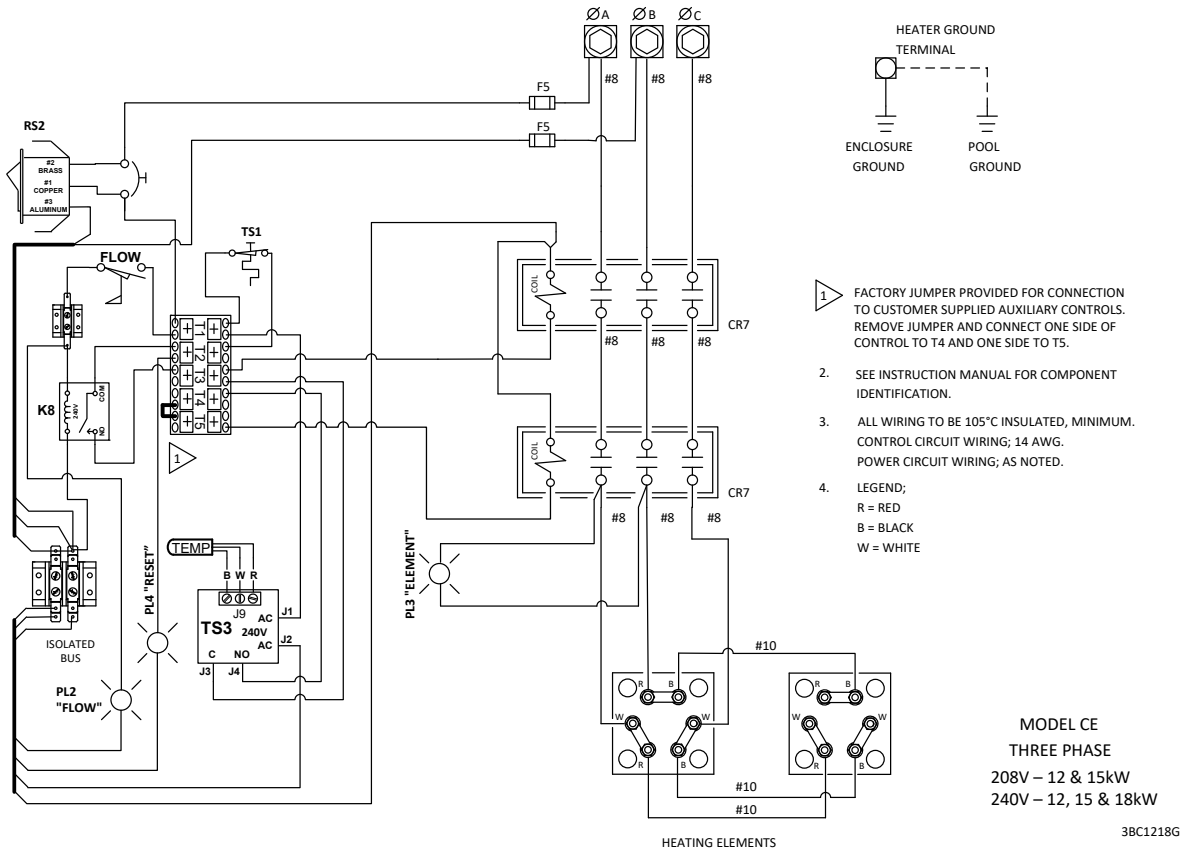 ØA ØB ØC
#8 #8 #8
F5
F5
HEATER GROUND
TERMINAL
ENCLOSURE
GROUND
POOL
GROUND
RS2
#2
BRASS
#1
COPPER
#3
ALUMINUM
FLOW
TS1
T1
T2
T3
T4
T5
K8
240V
COM
NO
1
COIL
CR7
#8 #8 #8
COIL
CR7
#8 #8 #8
1
FACTORY JUMPER PROVIDED FOR CONNECTION
TO CUSTOMER SUPPLIED AUXILIARY CONTROLS.
REMOVE JUMPER AND CONNECT ONE SIDE OF
CONTROL TO T4 AND ONE SIDE TO T5.
2. SEE INSTRUCTION MANUAL FOR COMPONENT
IDENTIFICATION.
3. ALL WIRING TO BE 105°C INSULATED, MINIMUM.
CONTROL CIRCUIT WIRING; 14 AWG.
POWER CIRCUIT WIRING; AS NOTED.
4. LEGEND;
R = RED
B = BLACK
W = WHITE
ISOLATED
BUS
PL4 "RESET"
PL2
"FLOW"
TEMP
B W R
J9
TS3
240V
AC J1
AC J2
C NO
J3 J4
PL3 "ELEMENT"
#10
R B
W W
R B
R B
W W
R B
#10
#10
HEATING ELEMENTS
MODEL CE
THREE PHASE
208V – 12 & 15kW
240V – 12, 15 & 18kW
3BC1218G